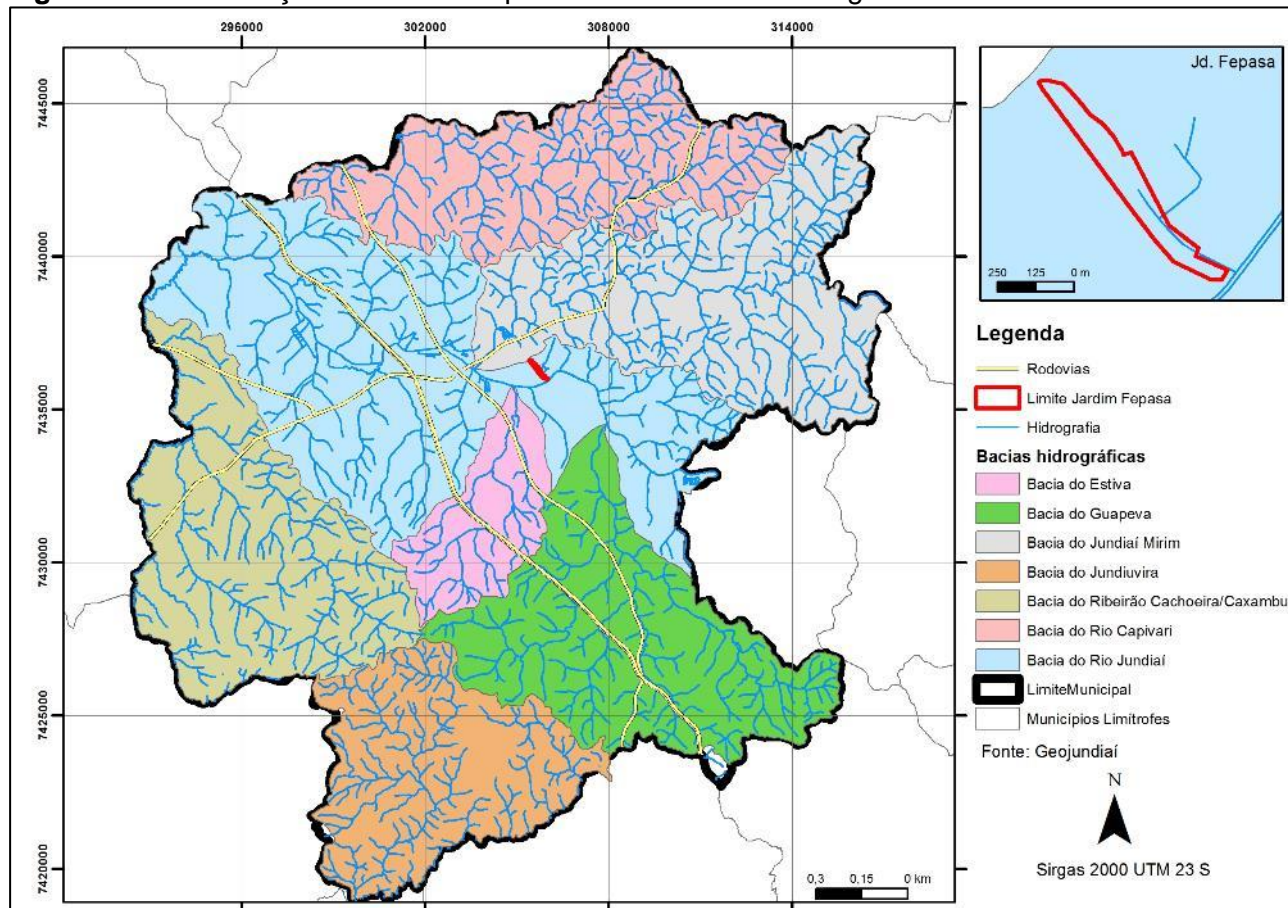 296000
302000
308000
314000
7445000
7440000
7435000
7430000
7425000
7420000
0,3 0,15 0 km
Jd. Fepasa
250 125 0 m
Legenda
Rodovias
Limite Jardim Fepasa
Hidrografia
Bacias hidrográficas
Bacia do Estiva
Bacia do Guapeva
Bacia do Jundiaí Mirim
Bacia do Jundiuvira
Bacia do Ribeirão Cachoeira/Caxambu
Bacia do Rio Capivari
Bacia do Rio Jundiaí
LimiteMunicipal
Municípios Limítrofes
Fonte: Geojundiaí
N
Sirgas 2000 UTM 23 S